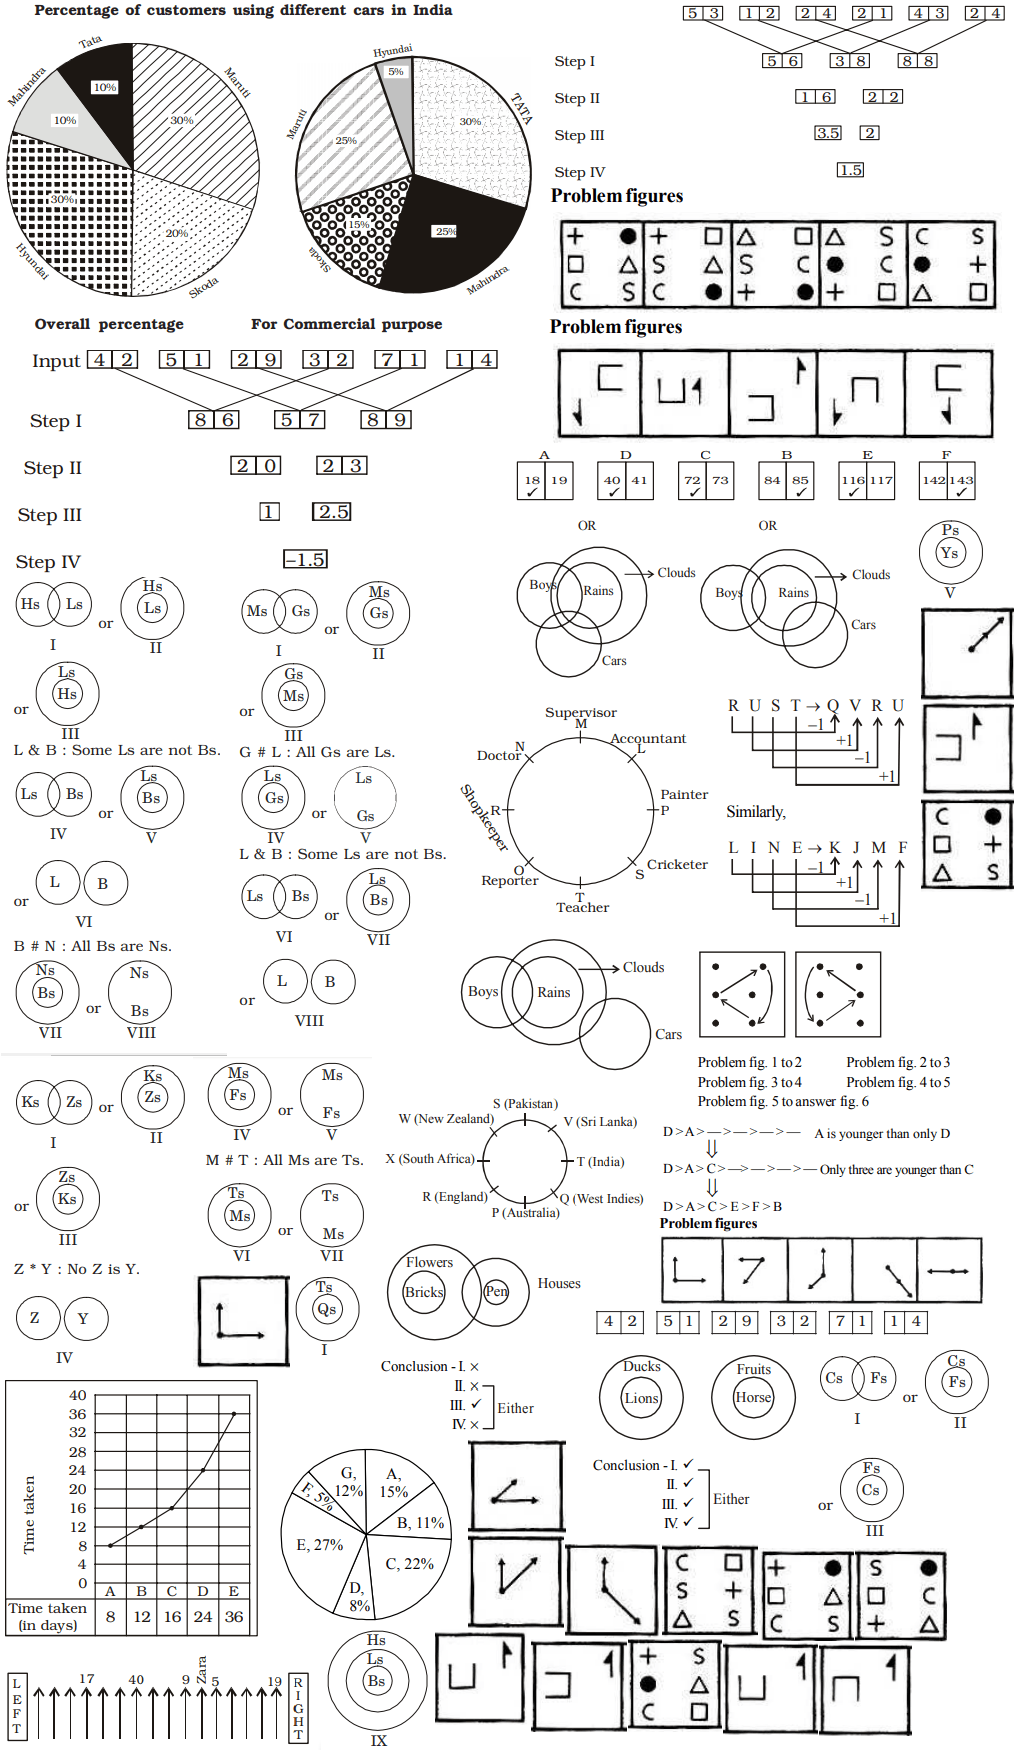 Percentage of customers using different cars in India
Tata
Mahindra
Maruti
10%
10%
30%
30%
20%
Hyundai
Skoda
Overall percentage
Hyundai
5%
TATA
30%
Maruti
25%
15%
25%
Skoda
Mahindra
For Commercial purpose
5 3 1 2 2 4 2 1 4 3 2 4
Step I 5 6 3 8 8 8
Step II 1 6 2 2
Step III 3.5 2
Step IV 1.5
Problem figures
+ + S C S
S C C +
C S C + +
Problem figures
Input 4 2 5 1 2 9 3 2 7 1 1 4
Step I 8 6 5 7 8 9
Step II 2 0 2 3
Step III 1 2.5
Step IV -1.5
A D C B E F
18 19 40 41 72 73 84 85 116 117 142 143
✓ ✓ ✓ ✓ ✓ ✓
OR OR
Boys Rains Clouds Cars
Boys Rains Clouds Cars
Ps
Ys
V
Hs Ls or Hs Ls
I II
or Ls Hs
III
L & B : Some Ls are not Bs.
Ls Bs or Ls Bs
IV V
or L B
VI
B # N : All Bs are Ns.
Ns Bs or Ns Bs
VII VIII
Ms Gs or Ms Gs
I II
or Gs Ms
III
G # L : All Gs are Ls.
Ls Gs or Ls Gs
IV V
L & B : Some Ls are not Bs.
Ls Bs or Ls Bs
VI VII
or L B
VIII
Supervisor
M
Accountant
L
Painter
P
Cricketer
S
Teacher
T
Reporter
O
Shopkeeper
R
Doctor
N
R U S T → Q V R U
–1
+1
–1
+1
Similarly,
L I N E → K J M F
–1
+1
–1
+1
C
+
S
Boys Rains Clouds Cars
Problem fig. 1 to 2 Problem fig. 2 to 3
Problem fig. 3 to 4 Problem fig. 4 to 5
Problem fig. 5 to answer fig. 6
D > A > — > — > — > — A is younger than only D
⇓
D > A > C > — > — > — Only three are younger than C
⇓
D > A > C > E > F > B
Problem figures
4 2 5 1 2 9 3 2 7 1 1 4
Ks Zs or Ks Zs
I II
or Zs Ks
III
Z * Y : No Z is Y.
Z Y
IV
Ms Fs or Ms Fs
IV V
M # T : All Ms are Ts.
Ts Ms or Ts Ms
VI VII
Ts
Qs
I
S (Pakistan)
W (New Zealand)
V (Sri Lanka)
X (South Africa)
T (India)
R (England)
Q (West Indies)
P (Australia)
Flowers
Bricks Pen Houses
Conclusion - I. ×
II. ×
III. ✓ Either
IV. ×
Ducks
Lions
Fruits
Horse
Cs Fs or Cs Fs
I II
or Fs Cs
III
Conclusion - I. ✓
II. ✓
III. ✓ Either
IV. ✓
Time taken
40
36
32
28
24
20
16
12
8
4
0
A B C D E
Time taken (in days) 8 12 16 24 36
G, 12%
A, 15%
F, 5%
B, 11%
E, 27%
C, 22%
D, 8%
Hs
Ls
Bs
IX
C + S
S + C
S C S +
+ S
C
LEFT 17 40 9 Zara 5 19 RIGHT